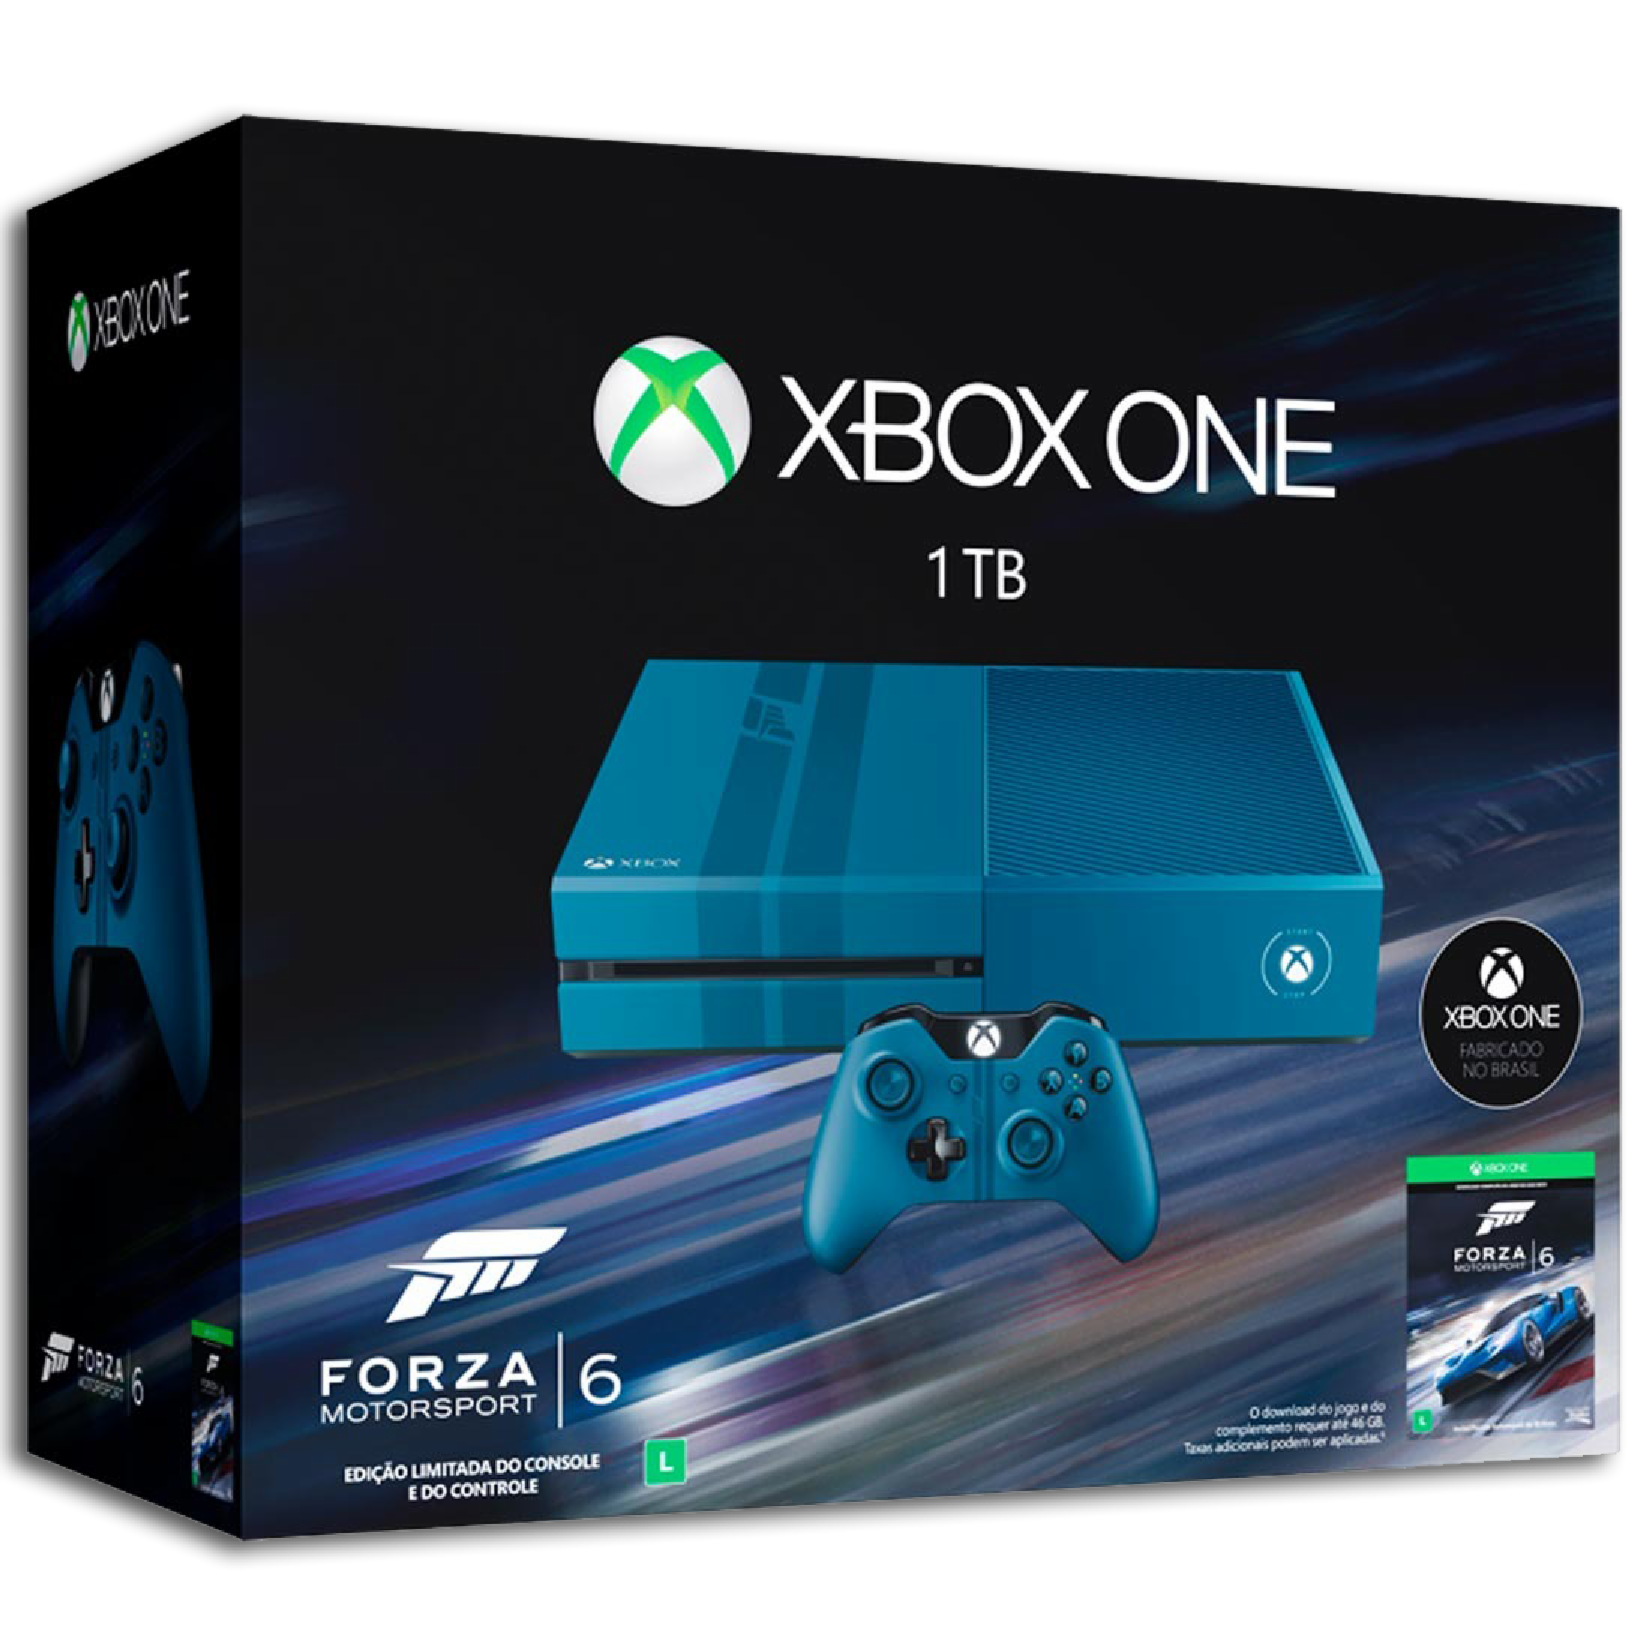 XBOX ONE
XBOX ONE
1 TB
XBOX
START
STOP
XBOX ONE
FABRICADO
NO BRASIL
XBOX ONE
FORZA
MOTORSPORT 6
FORZA
MOTORSPORT 6
EDIÇÃO LIMITADA DO CONSOLE
E DO CONTROLE
L
O download do jogo e do
complemento requer até 46 GB.
Taxas adicionais podem ser aplicadas.
L
FORZA
MOTORSPORT 6